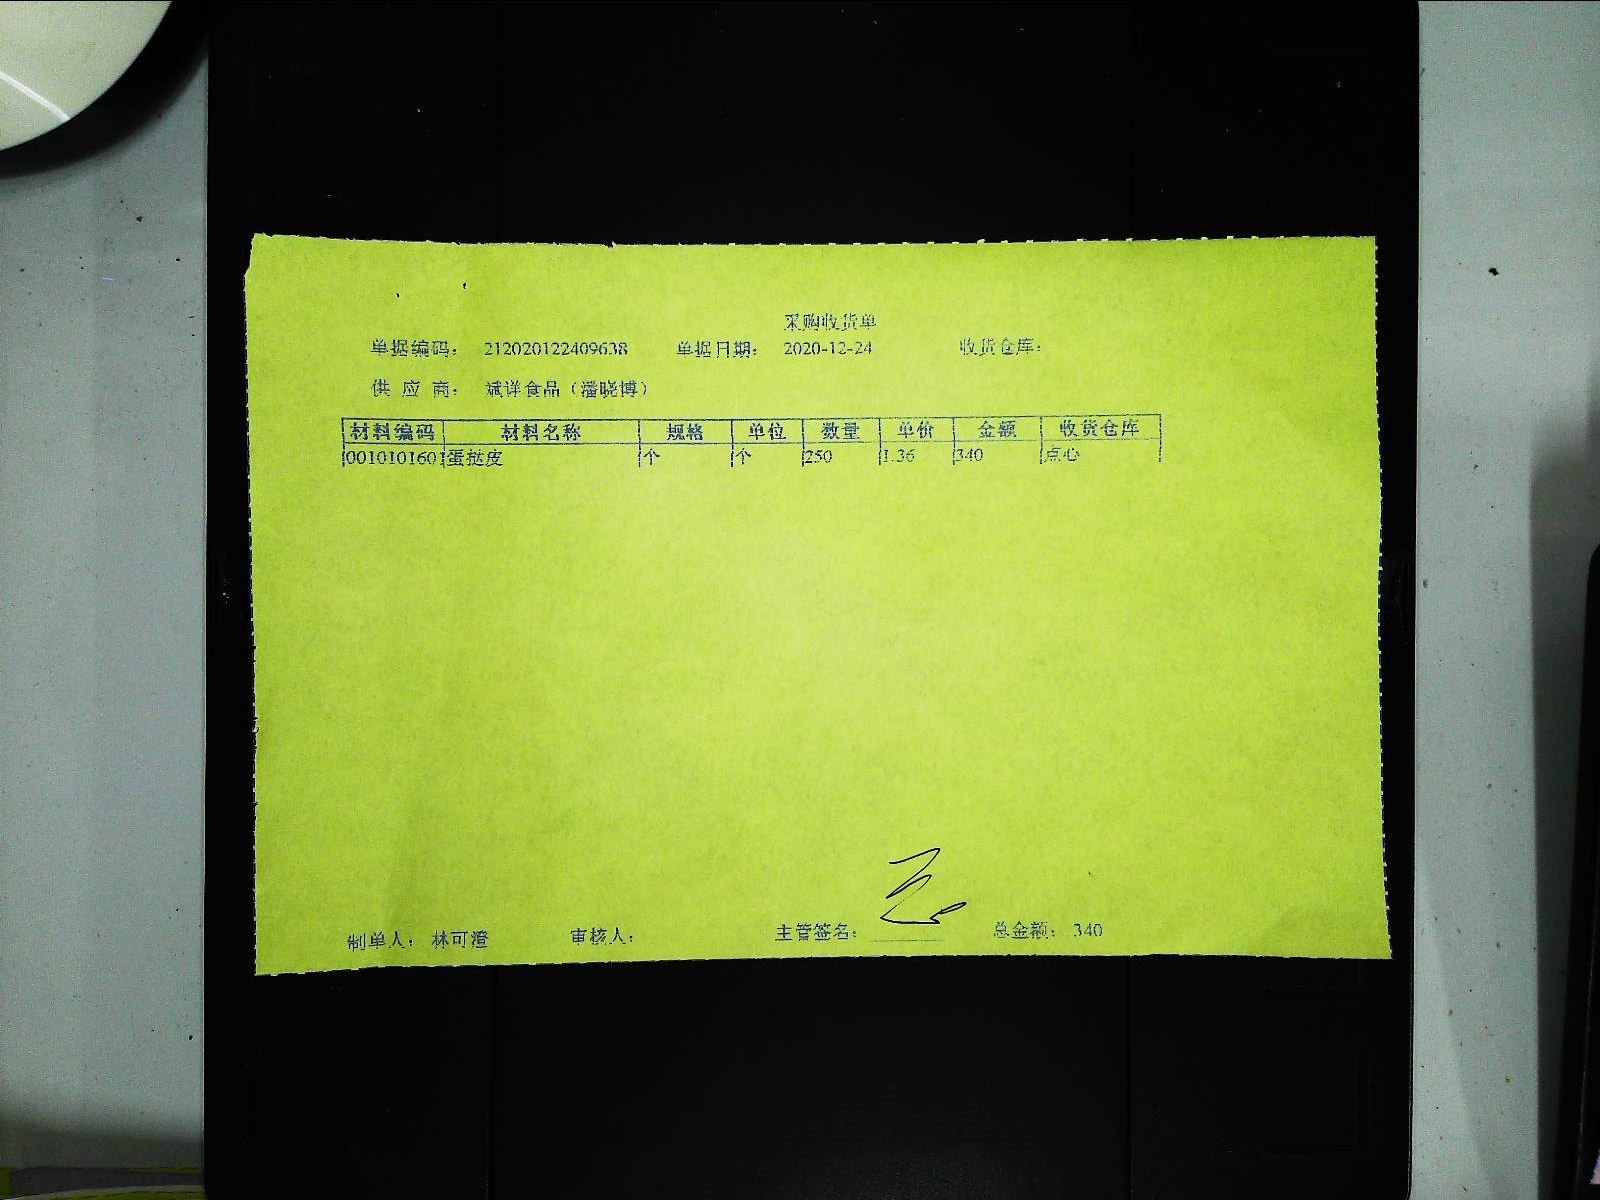 采购收货单
单据编码： 212020122409638 单据日期： 2020-12-24 收货仓库：
供 应 商： 斌详食品（潘晓博）
材料编码 材料名称 规格 单位 数量 单价 金额 收货仓库
0010101601 蛋挞皮 个 个 250 1.36 340 点心
制单人： 林可澄 审核人： 主管签名： 总金额： 340